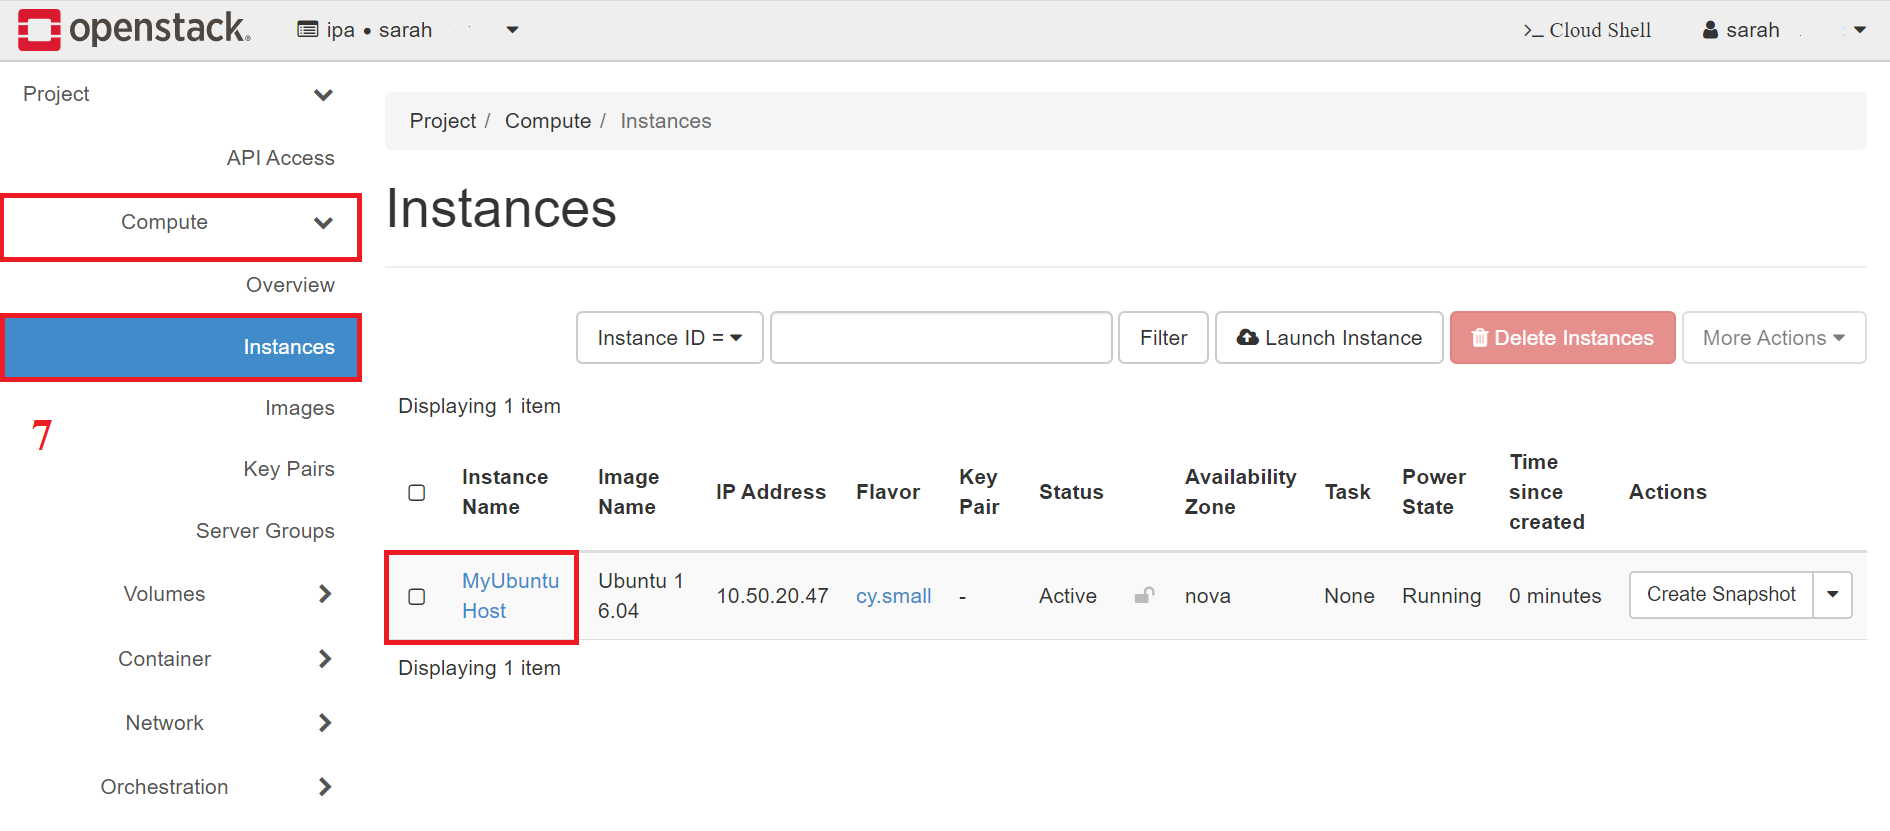 openstack.
ipa • sarah
>_ Cloud Shell
sarah
Project
API Access
Compute
Overview
Instances
Images
7
Key Pairs
Server Groups
Volumes
Container
Network
Orchestration
Project / Compute / Instances
Instances
Instance ID =
Filter
Launch Instance
Delete Instances
More Actions
Displaying 1 item
Instance Name
Image Name
IP Address
Flavor
Key Pair
Status
Availability Zone
Task
Power State
Time since created
Actions
MyUbuntu
Host
Ubuntu 1
6.04
10.50.20.47
cy.small
-
Active
nova
None
Running
0 minutes
Create Snapshot
Displaying 1 item